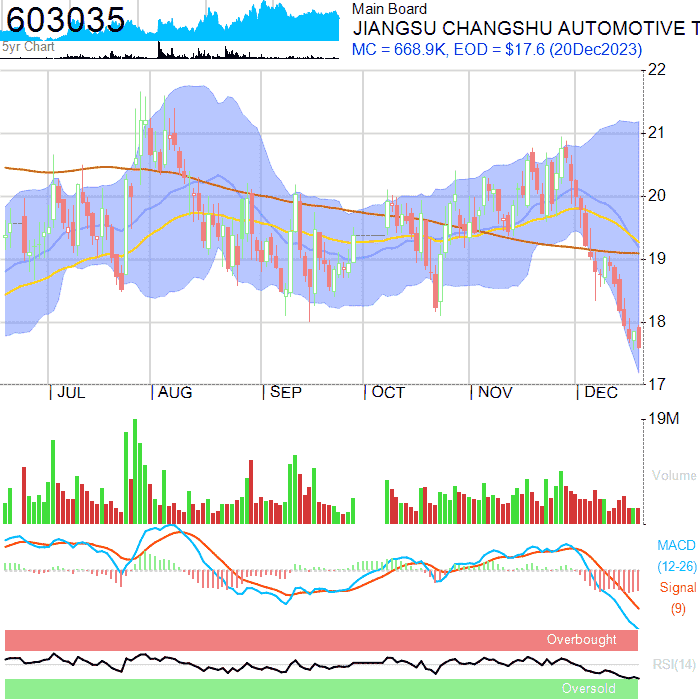 603035
5yr Chart
Main Board
JIANGSU CHANGSHU AUTOMOTIVE T
MC = 668.9K, EOD = $17.6 (20Dec2023)
22
21
20
19
18
17
JUL
AUG
SEP
OCT
NOV
DEC
19M
Volume
MACD
(12-26)
Signal
(9)
Overbought
RSI(14)
Oversold